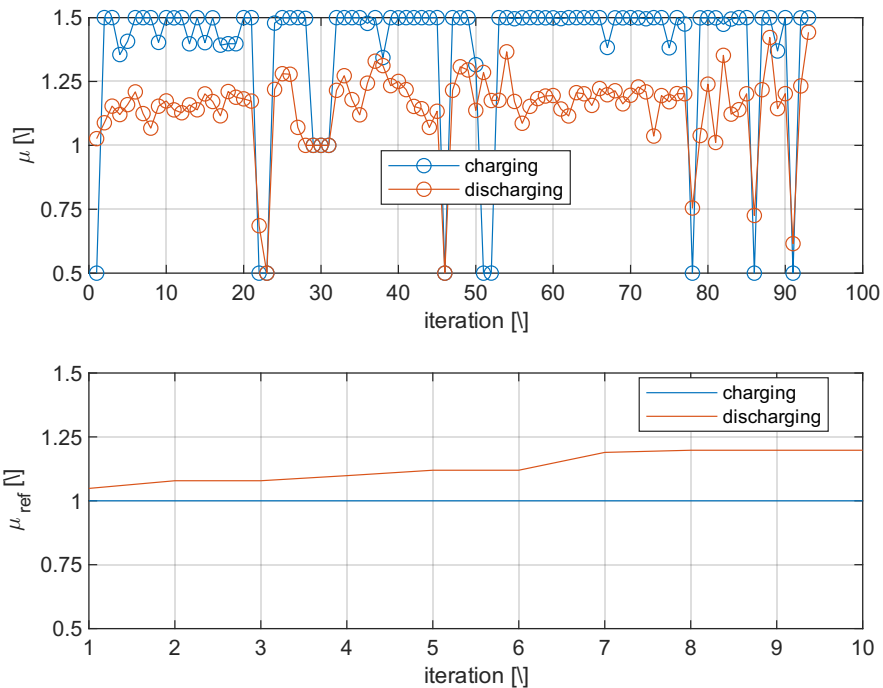 1.5
1.25
1
0.75
0.5
μ [\]
charging
discharging
0 10 20 30 40 50 60 70 80 90 100
iteration [\]
1.5
1.25
1
0.75
0.5
μ ref [\]
charging
discharging
1 2 3 4 5 6 7 8 9 10
iteration [\]